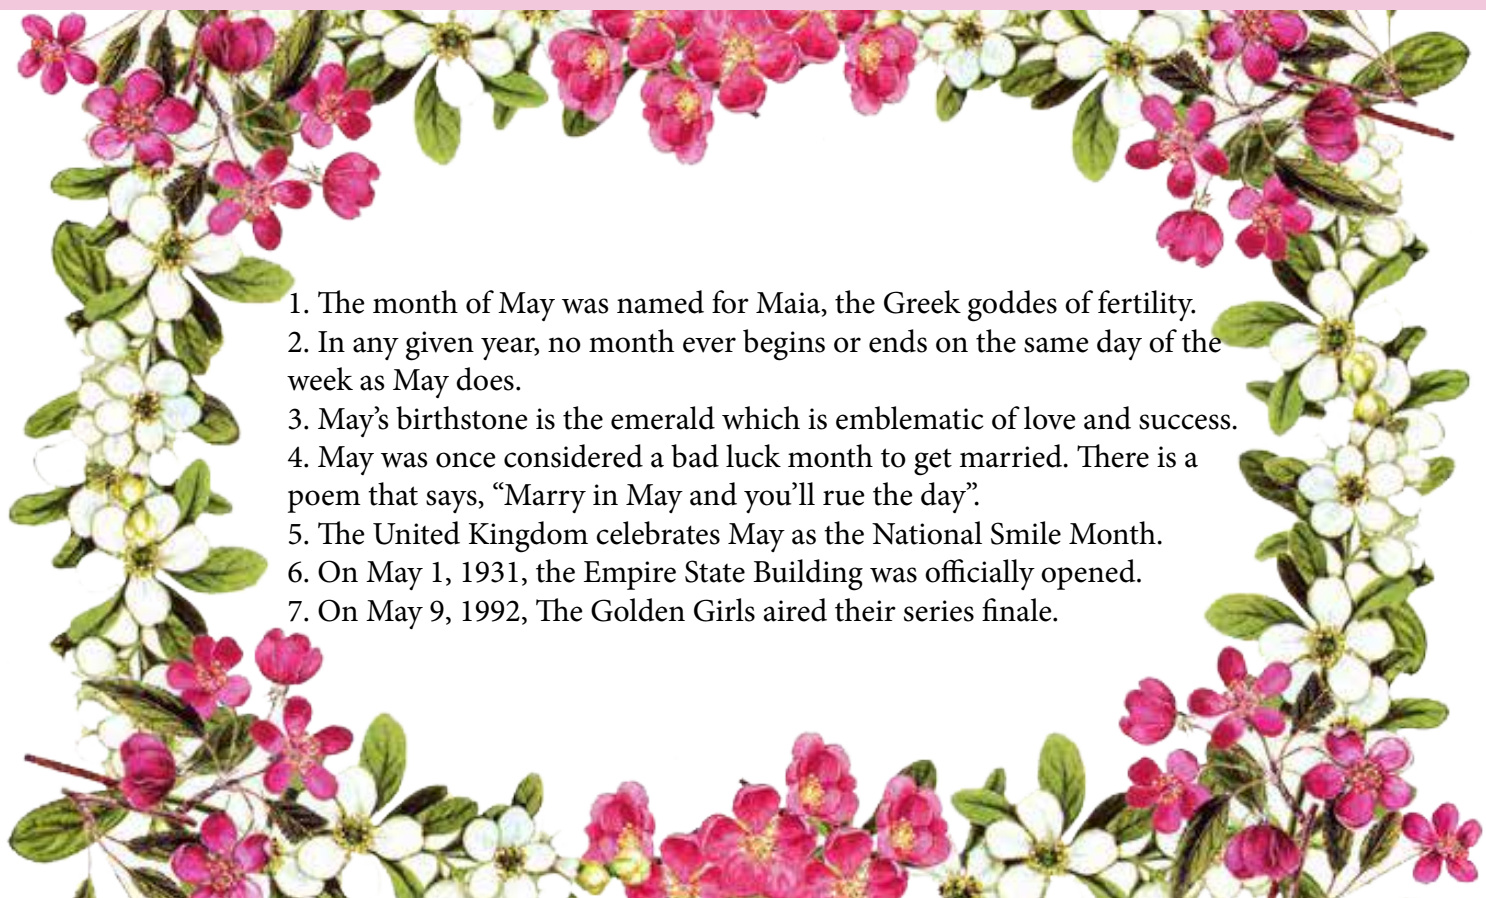 1. The month of May was named for Maia, the Greek goddes of fertility.
2. In any given year, no month ever begins or ends on the same day of the
week as May does.
3. May’s birthstone is the emerald which is emblematic of love and success.
4. May was once considered a bad luck month to get married. There is a
poem that says, “Marry in May and you’ll rue the day”.
5. The United Kingdom celebrates May as the National Smile Month.
6. On May 1, 1931, the Empire State Building was officially opened.
7. On May 9, 1992, The Golden Girls aired their series finale.